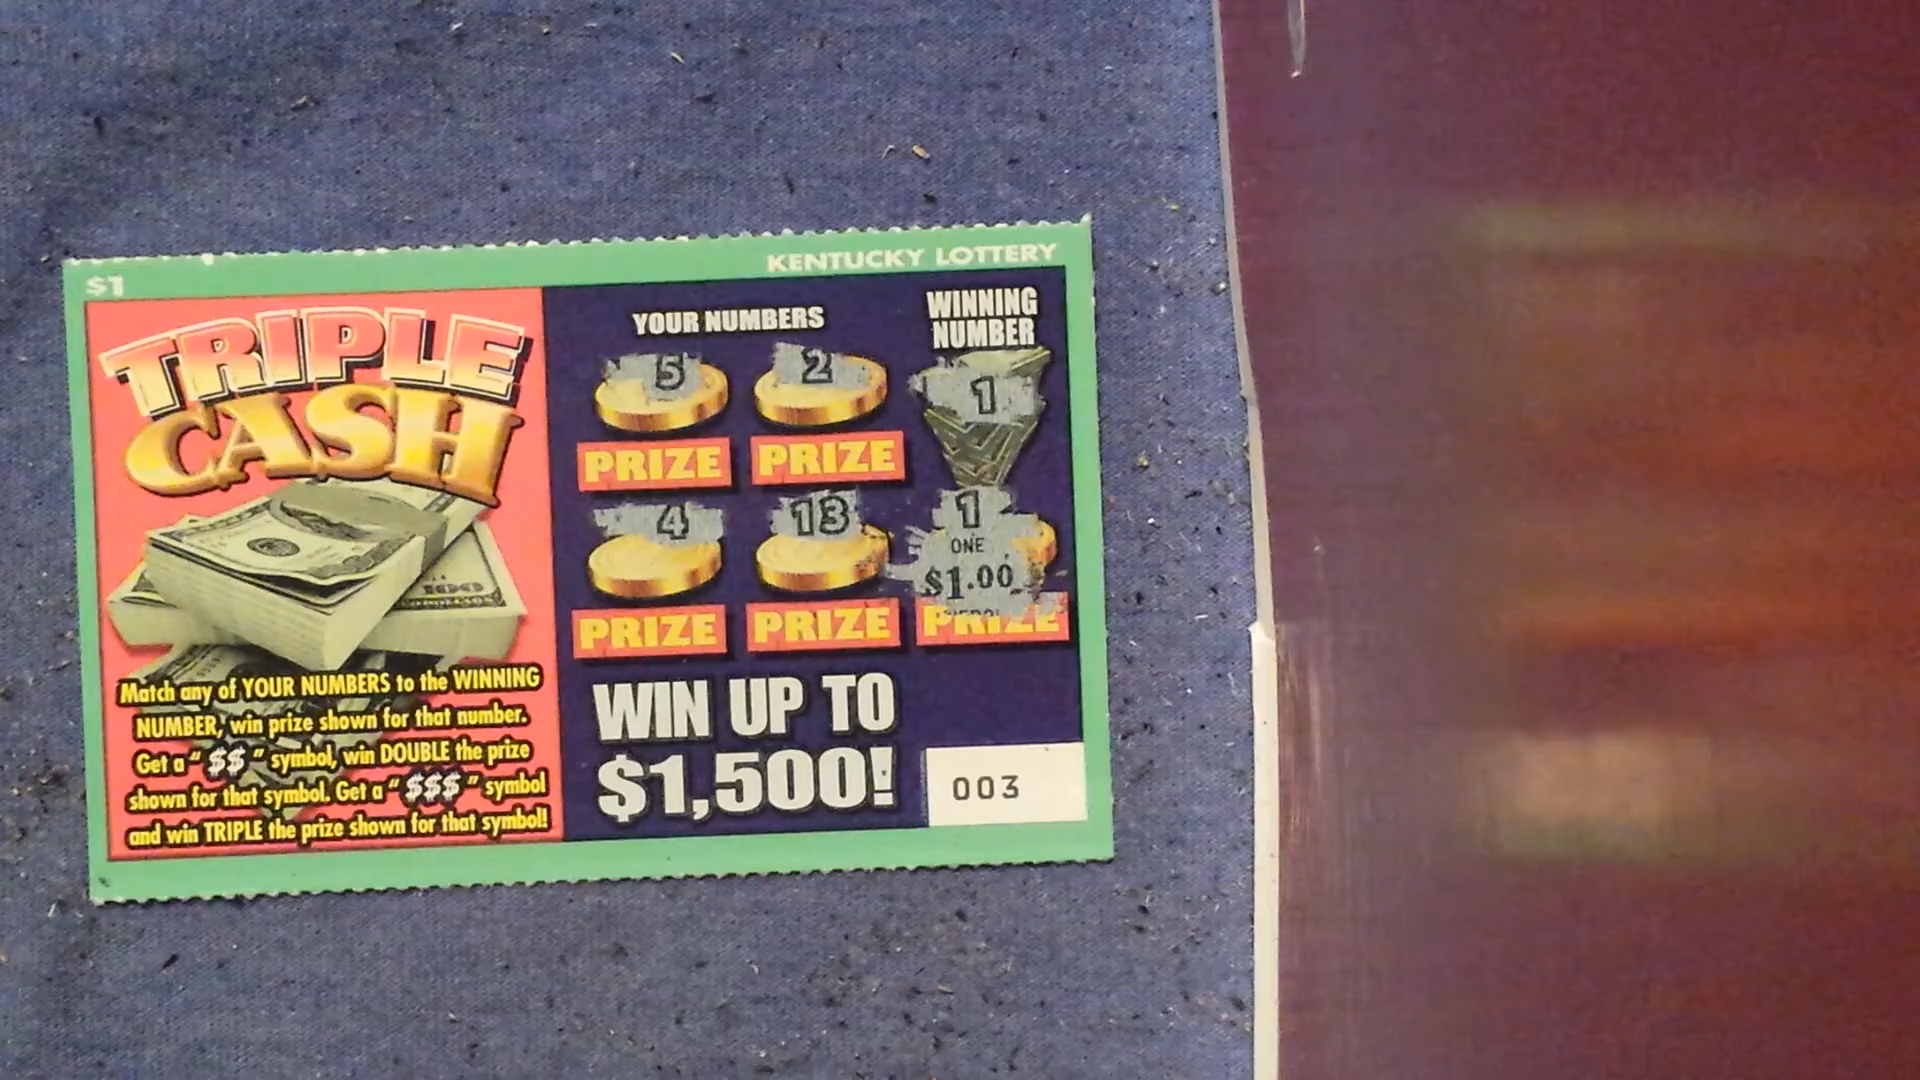 $1
KENTUCKY LOTTERY
TRIPLE
CASH
YOUR NUMBERS
WINNING
NUMBER
5 2
1
PRIZE PRIZE
4 13 1
ONE
$1.00
PRIZE PRIZE PRIZE
Match any of YOUR NUMBERS to the WINNING
NUMBER, win prize shown for that number.
Get a "$$" symbol, win DOUBLE the prize
shown for that symbol. Get a "$$$" symbol
and win TRIPLE the prize shown for that symbol!
WIN UP TO
$1,500!
003